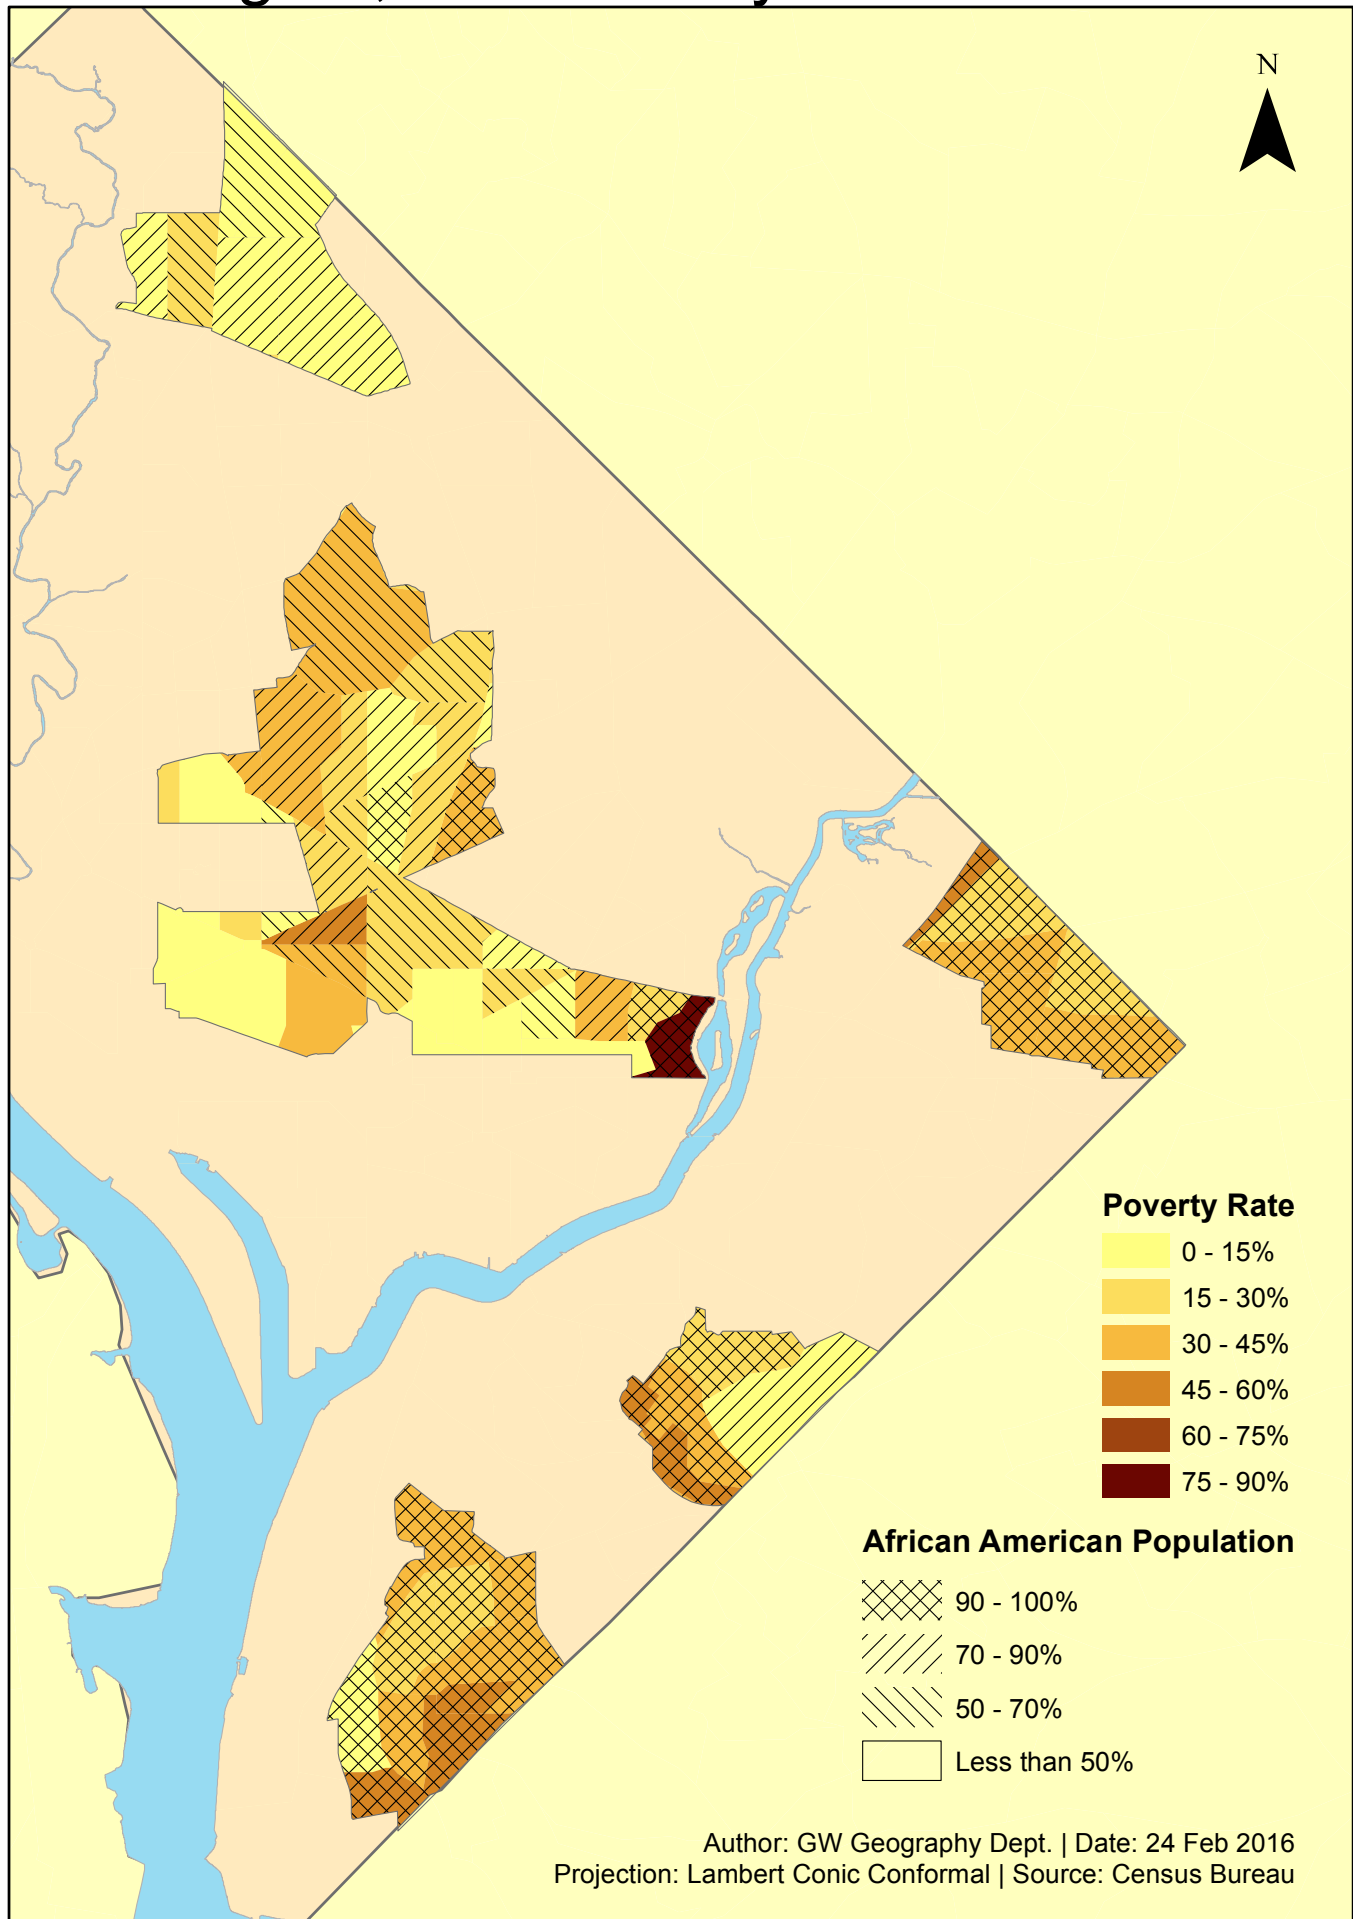 N
Poverty Rate
0 - 15%
15 - 30%
30 - 45%
45 - 60%
60 - 75%
75 - 90%
African American Population
90 - 100%
70 - 90%
50 - 70%
Less than 50%
Author: GW Geography Dept. | Date: 24 Feb 2016
Projection: Lambert Conic Conformal | Source: Census Bureau